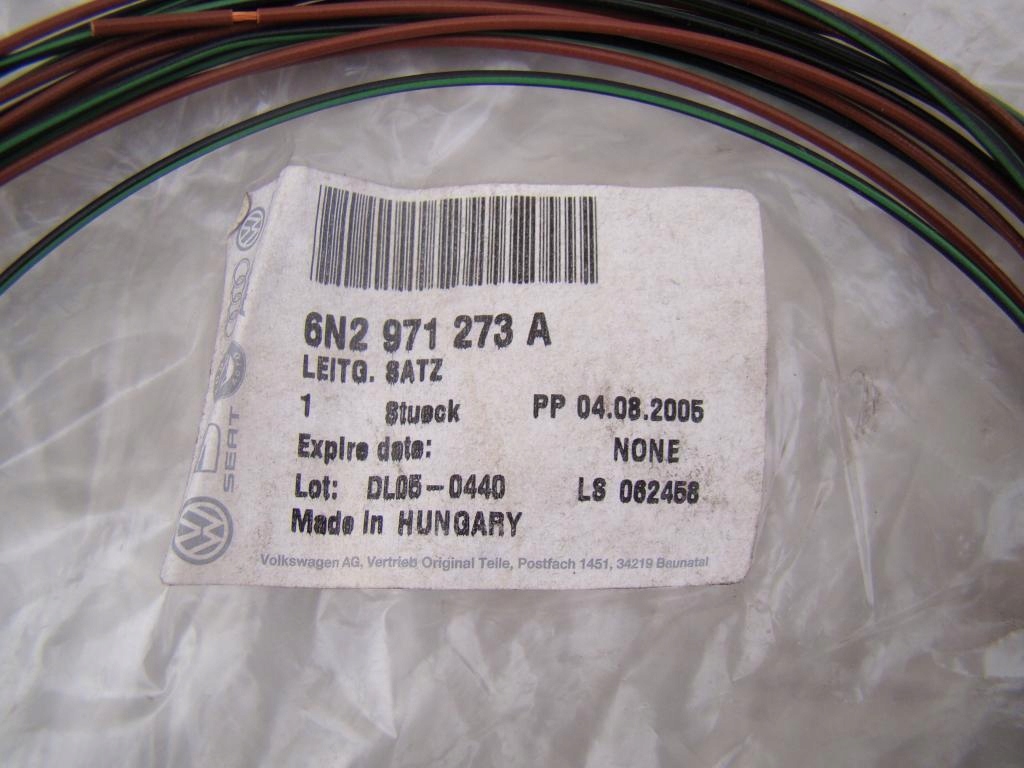 6N2 971 273 A
LEITG. SATZ
1 Stueck PP 04.08.2005
Expire date: NONE
Lot: DL05-0440 LS 062458
Made in HUNGARY
Volkswagen AG, Vertrieb Original Teile, Postfach 1451, 34219 Baunatal
SEAT